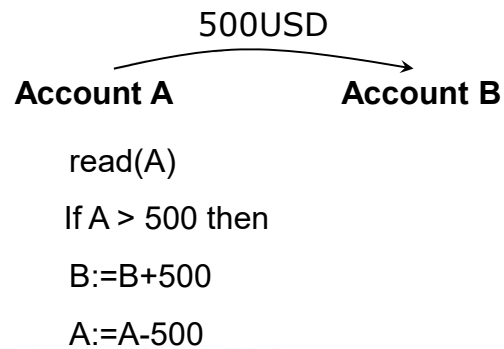 500USD
Account A Account B
read(A)
If A > 500 then
B:=B+500
A:=A-500